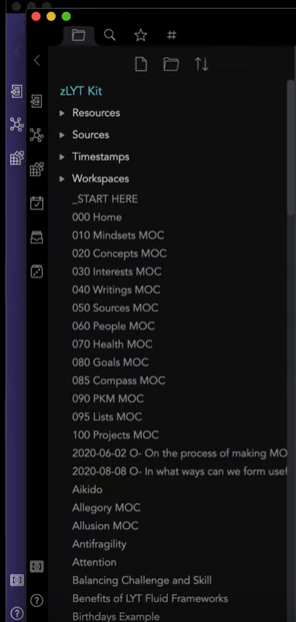 zLYT Kit
Resources
Sources
Timestamps
Workspaces
_START HERE
000 Home
010 Mindsets MOC
020 Concepts MOC
030 Interests MOC
040 Writings MOC
050 Sources MOC
060 People MOC
070 Health MOC
080 Goals MOC
085 Compass MOC
090 PKM MOC
095 Lists MOC
100 Projects MOC
2020-06-02 O- On the process of making MO
2020-08-08 O- In what ways can we form usef
Aikido
Allegory MOC
Allusion MOC
Antifragility
Attention
Balancing Challenge and Skill
Benefits of LYT Fluid Frameworks
Birthdays Example